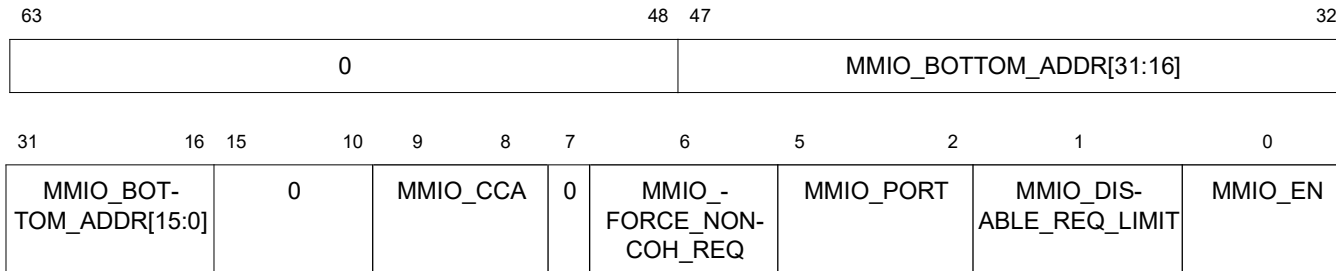 63 48 47 32
0 MMIO_BOTTOM_ADDR[31:16]
31 16 15 10 9 8 7 6 5 2 1 0
MMIO_BOT- 0 MMIO_CCA 0 MMIO_- MMIO_PORT MMIO_DIS- MMIO_EN
TOM_ADDR[15:0] FORCE_NON- ABLE_REQ_LIMIT
COH_REQ